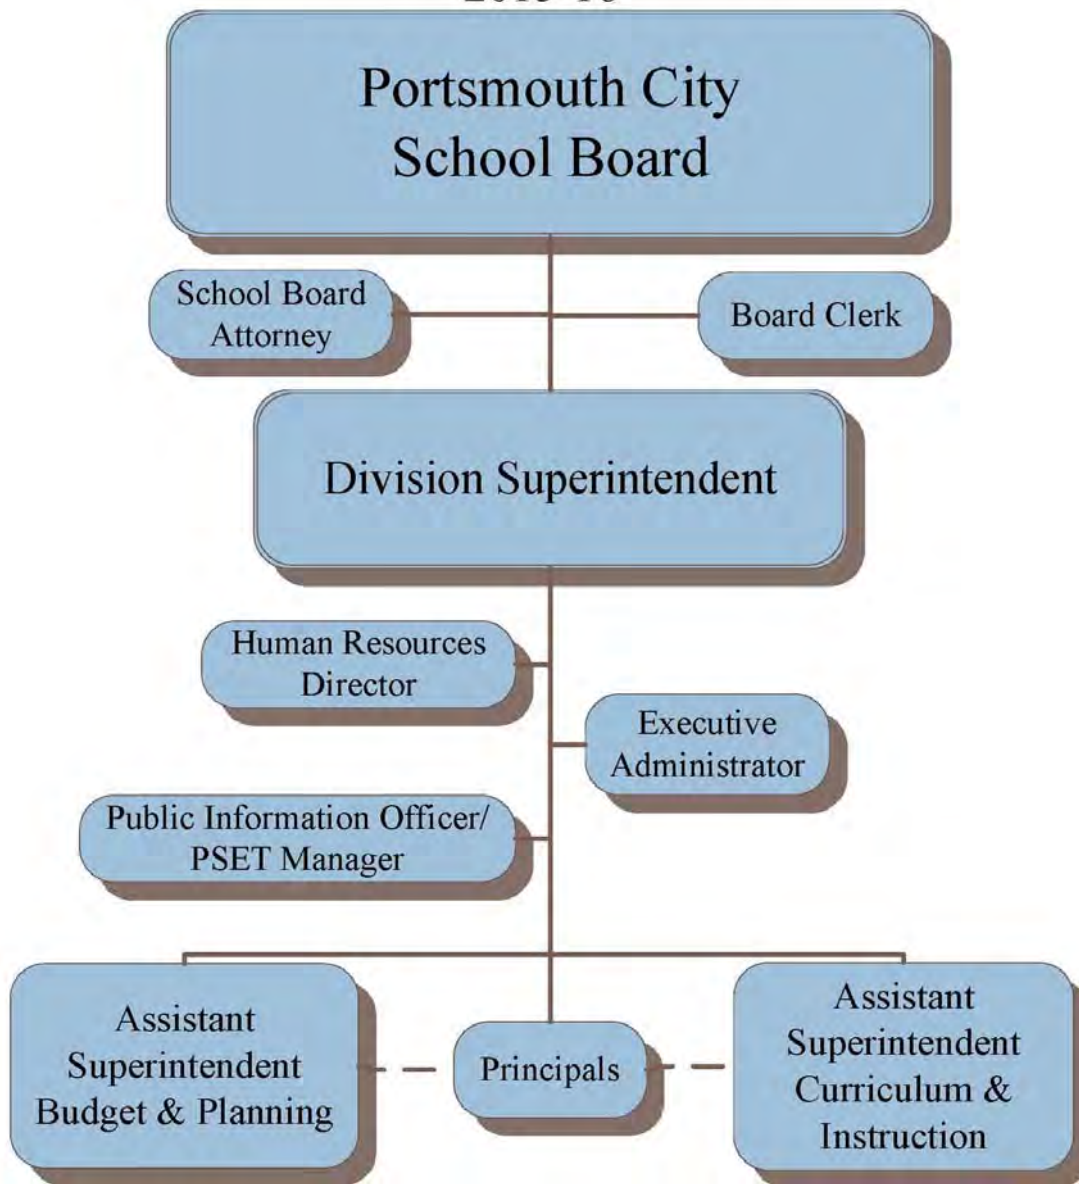 Portsmouth City
School Board
School Board
Attorney
Board Clerk
Division Superintendent
Human Resources
Director
Executive
Administrator
Public Information Officer/
PSET Manager
Assistant
Superintendent
Budget & Planning
Principals
Assistant
Superintendent
Curriculum &
Instruction